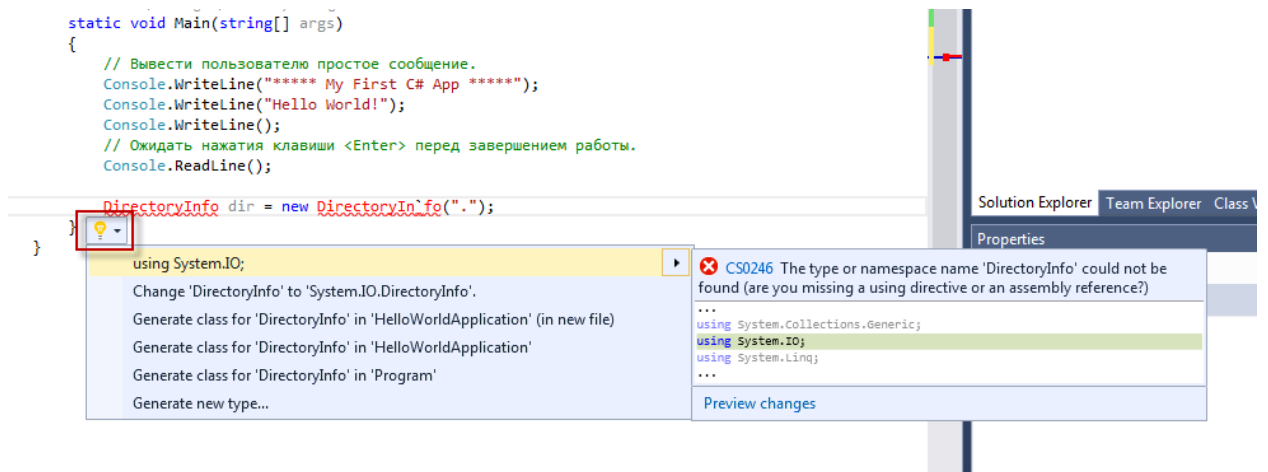 static void Main(string[] args)
{
// Вывести пользователю простое сообщение.
Console.WriteLine("***** My First C# App *****");
Console.WriteLine("Hello World!");
Console.WriteLine();
// Ожидать нажатия клавиши <Enter> перед завершением работы.
Console.ReadLine();
DirectoryInfo dir = new DirectoryIn`fo(".");
}
}
using System.IO;
Change 'DirectoryInfo' to 'System.IO.DirectoryInfo'.
Generate class for 'DirectoryInfo' in 'HelloWorldApplication' (in new file)
Generate class for 'DirectoryInfo' in 'HelloWorldApplication'
Generate class for 'DirectoryInfo' in 'Program'
Generate new type...
CS0246 The type or namespace name 'DirectoryInfo' could not be
found (are you missing a using directive or an assembly reference?)
...
using System.Collections.Generic;
using System.IO;
using System.Linq;
...
Preview changes
Solution Explorer Team Explorer Class
Properties